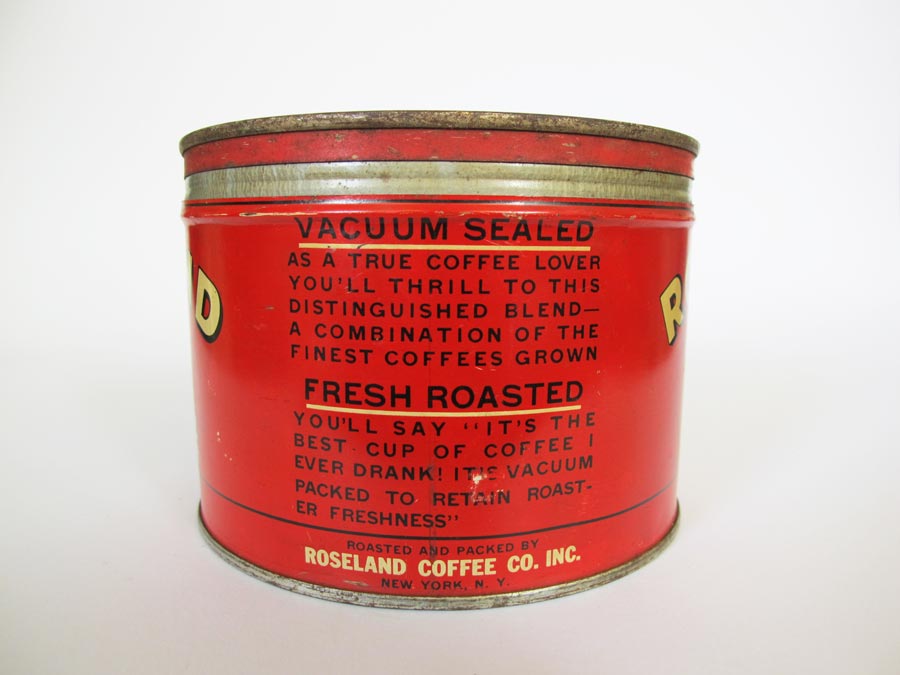 VACUUM SEALED
AS A TRUE COFFEE LOVER
YOU'LL THRILL TO THIS
DISTINGUISHED BLEND—
A COMBINATION OF THE
FINEST COFFEES GROWN
FRESH ROASTED
YOU'LL SAY "IT'S THE
BEST CUP OF COFFEE I
EVER DRANK! IT'S VACUUM
PACKED TO RETAIN ROAST-
ER FRESHNESS"
ROASTED AND PACKED BY
ROSELAND COFFEE CO. INC.
NEW YORK, N. Y.